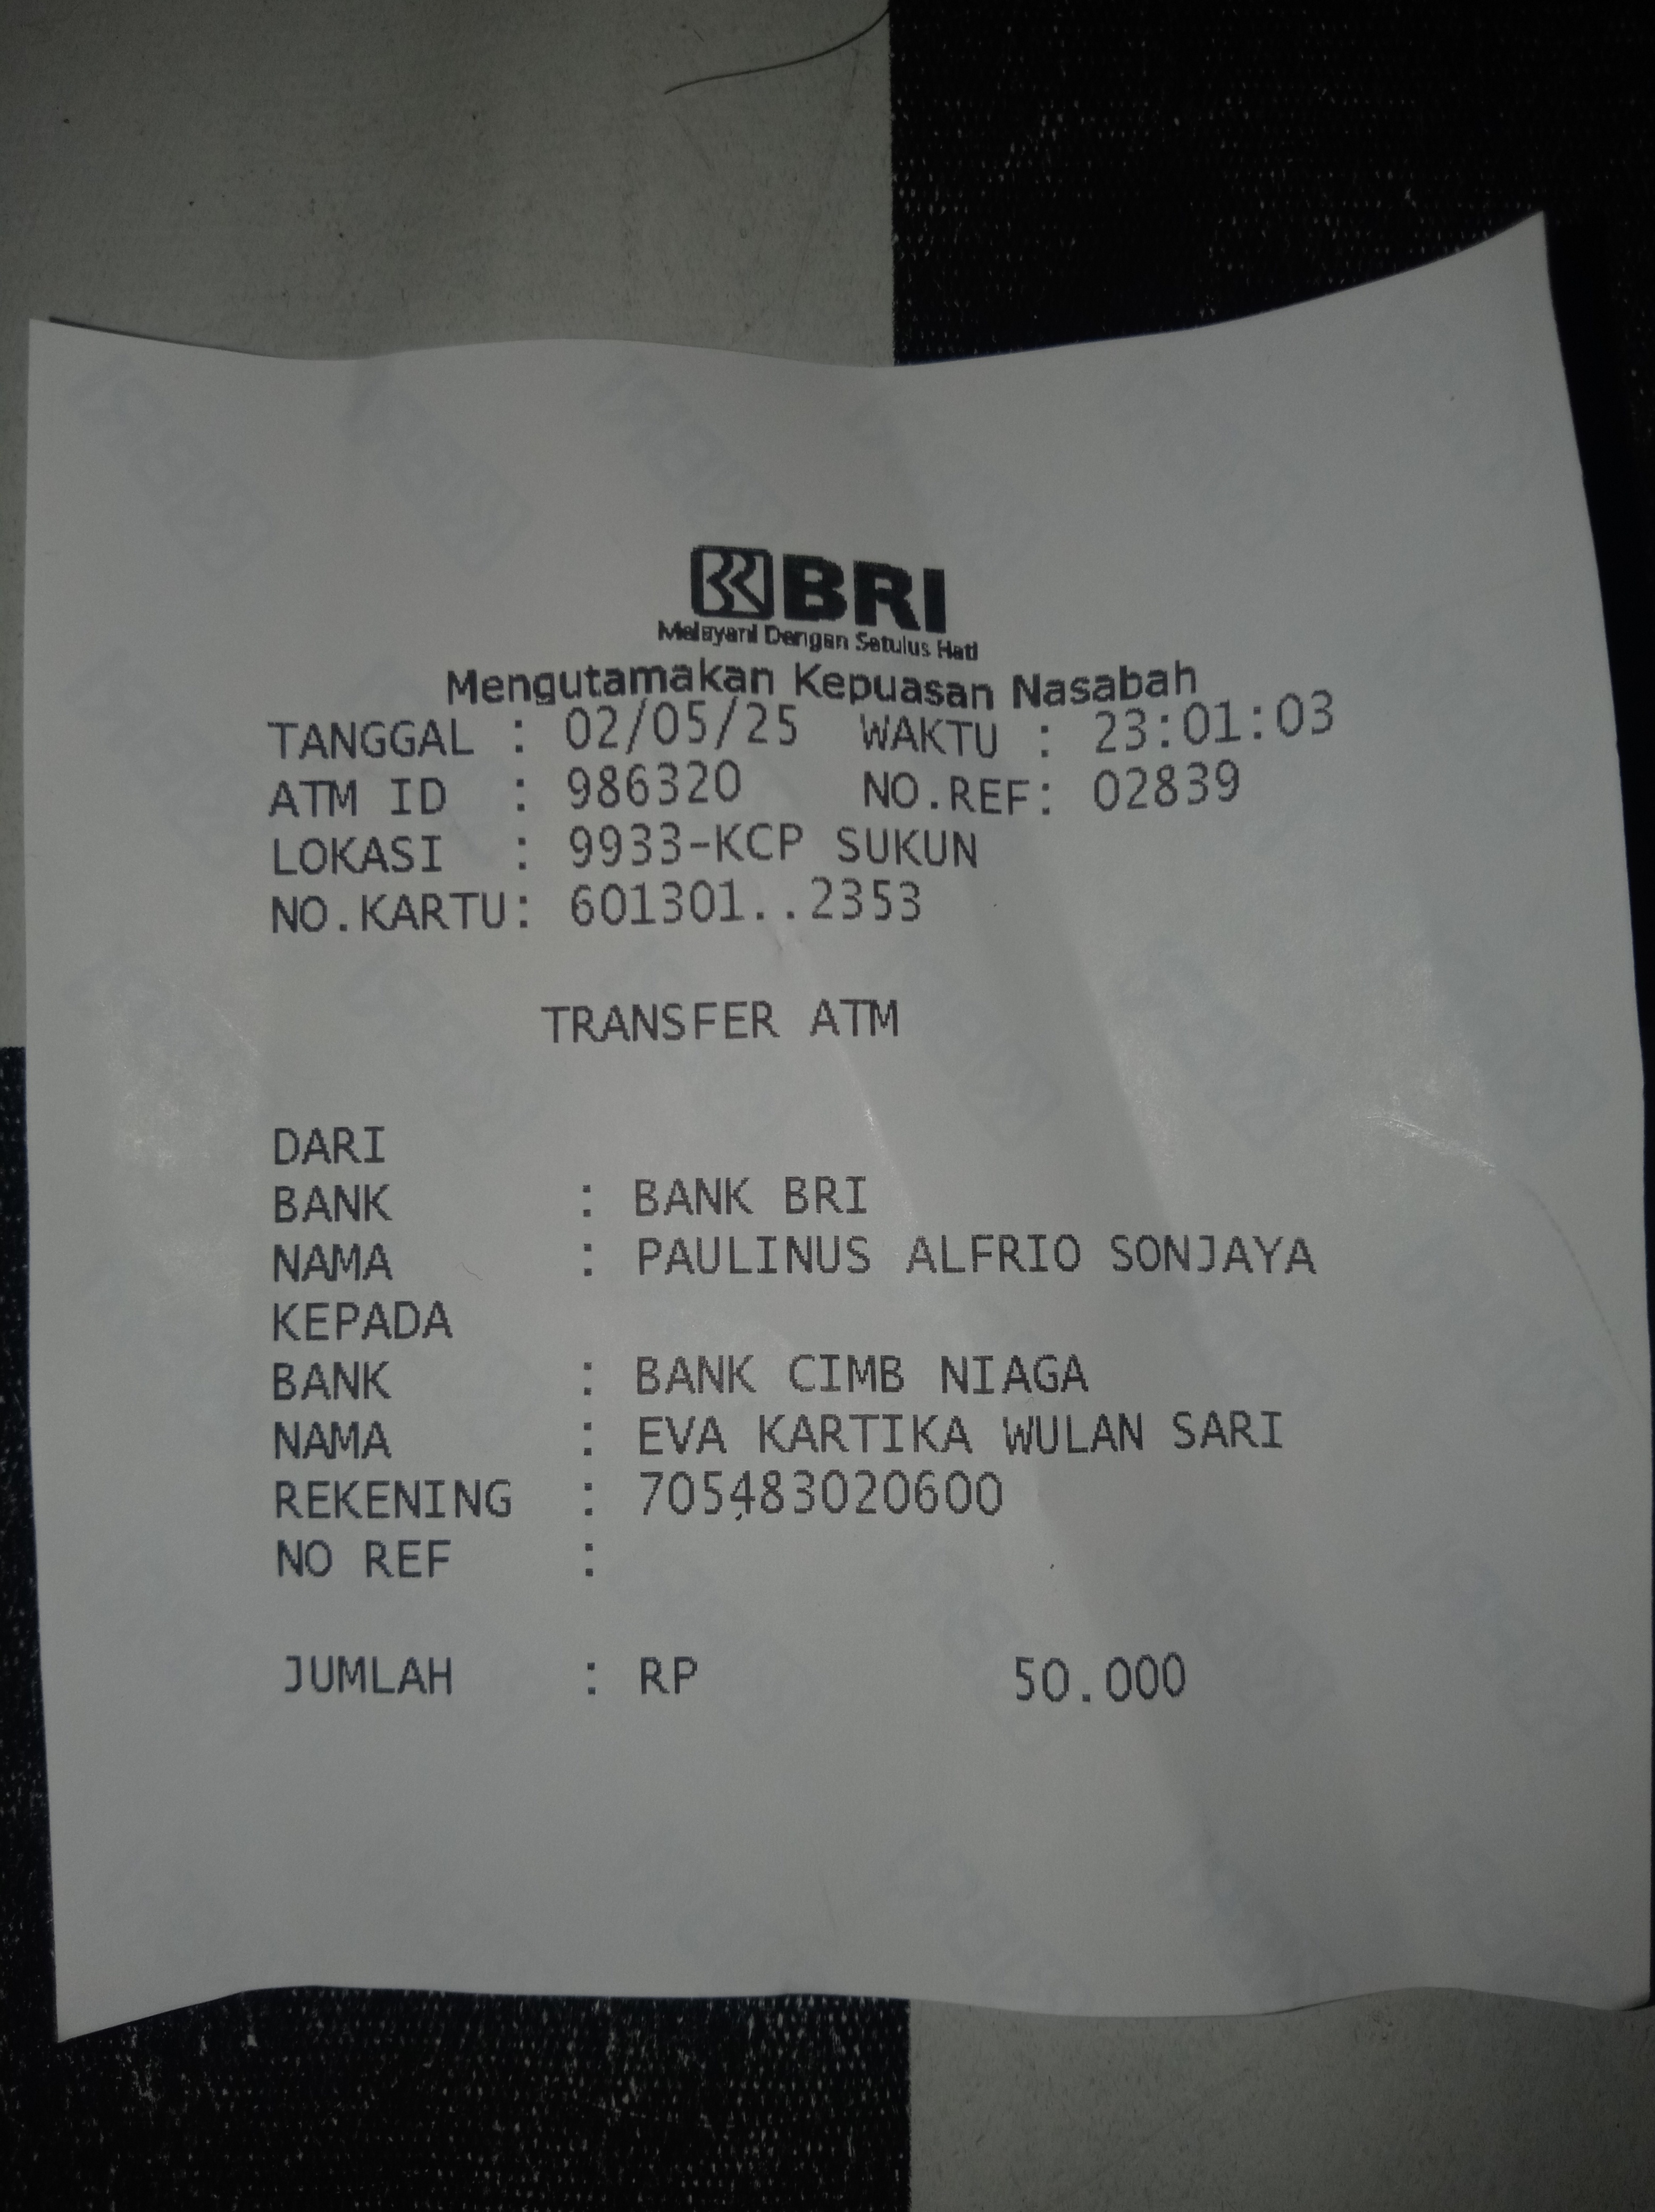 BRI
Melayani Dengan Setulus Hati
Mengutamakan Kepuasan Nasabah
TANGGAL : 02/05/25 WAKTU : 23:01:03
ATM ID : 986320 NO.REF: 02839
LOKASI : 9933-KCP SUKUN
NO.KARTU: 601301..2353
TRANSFER ATM
DARI
BANK : BANK BRI
NAMA : PAULINUS ALFRIO SONJAYA
KEPADA
BANK : BANK CIMB NIAGA
NAMA : EVA KARTIKA WULAN SARI
REKENING : 705483020600
NO REF :
JUMLAH : RP 50.000